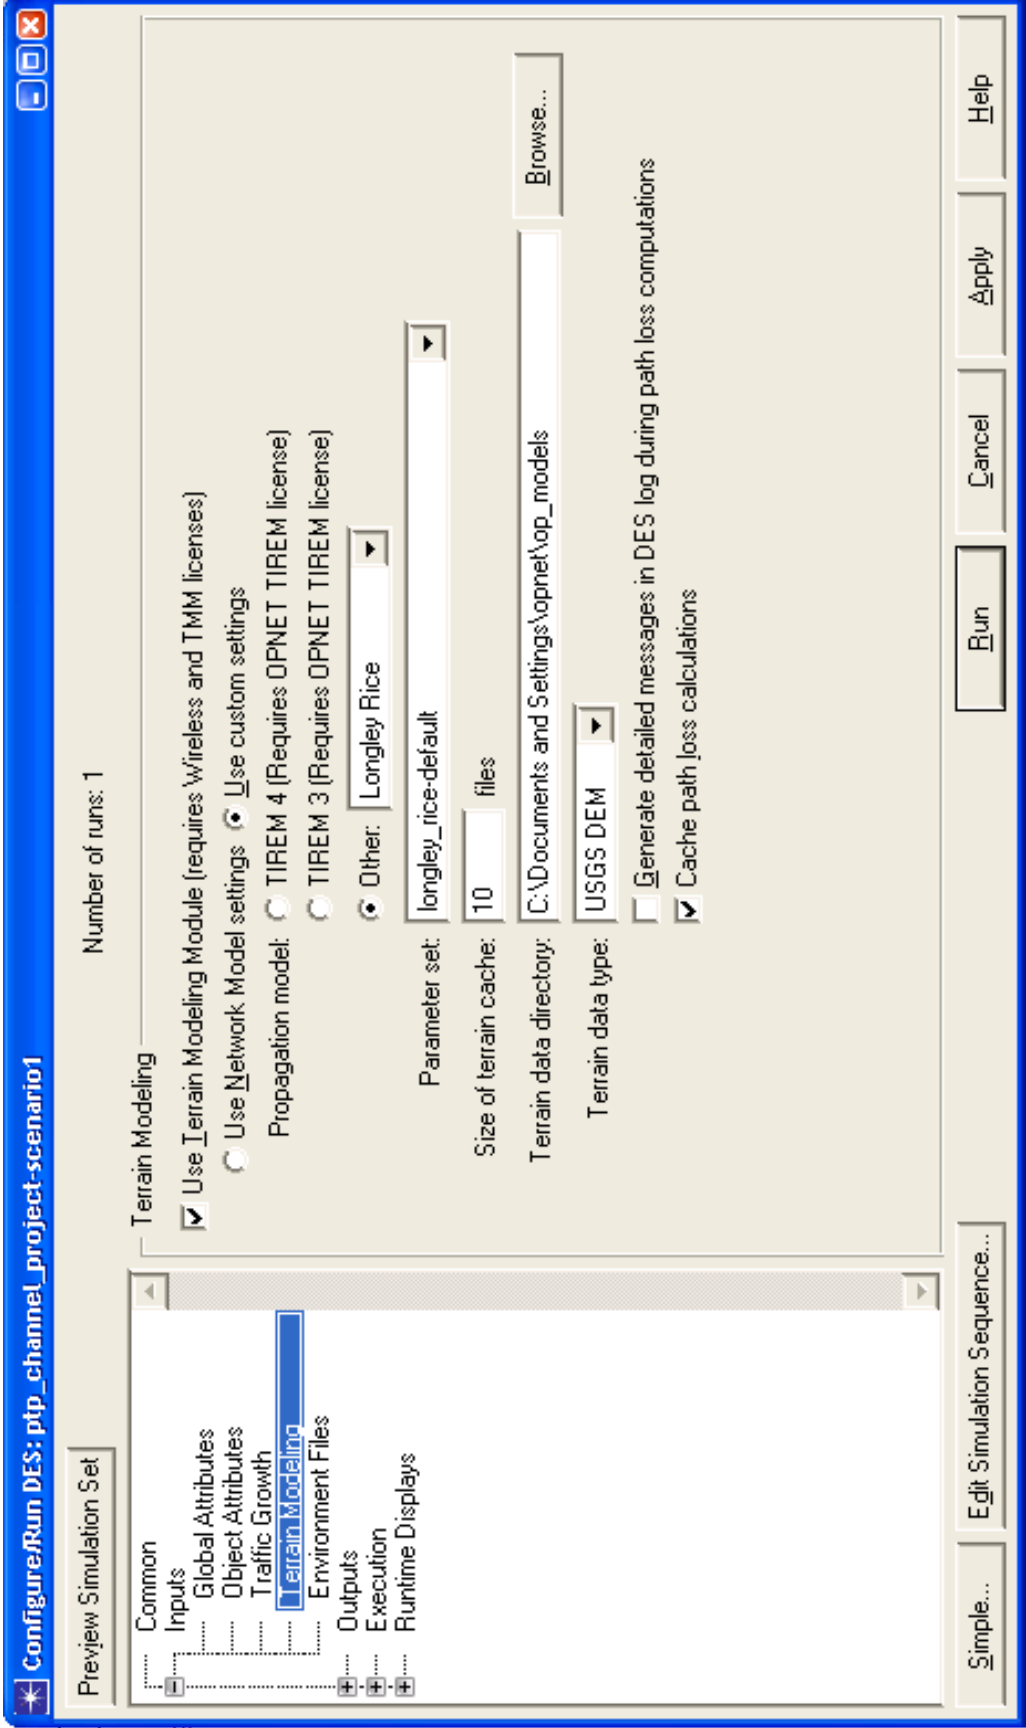 Configure/Run DES: ptp_channel_project-scenario1
Preview Simulation Set
Number of runs: 1
Common
Inputs
Global Attributes
Object Attributes
Traffic Growth
Terrain Modeling
Environment Files
Outputs
Execution
Runtime Displays
Terrain Modeling
Use Terrain Modeling Module (requires Wireless and TMM licenses)
Use Network Model settings Use custom settings
Propagation model: TIREM 4 (Requires OPNET TIREM license)
TIREM 3 (Requires OPNET TIREM license)
Other: Longley Rice
Parameter set: longley_rice-default
Size of terrain cache: 10 files
Terrain data directory: C:\Documents and Settings\opnet\op_models Browse...
Terrain data type: USGS DEM
Generate detailed messages in DES log during path loss computations
Cache path loss calculations
Simple... Edit Simulation Sequence... Run Cancel Apply Help